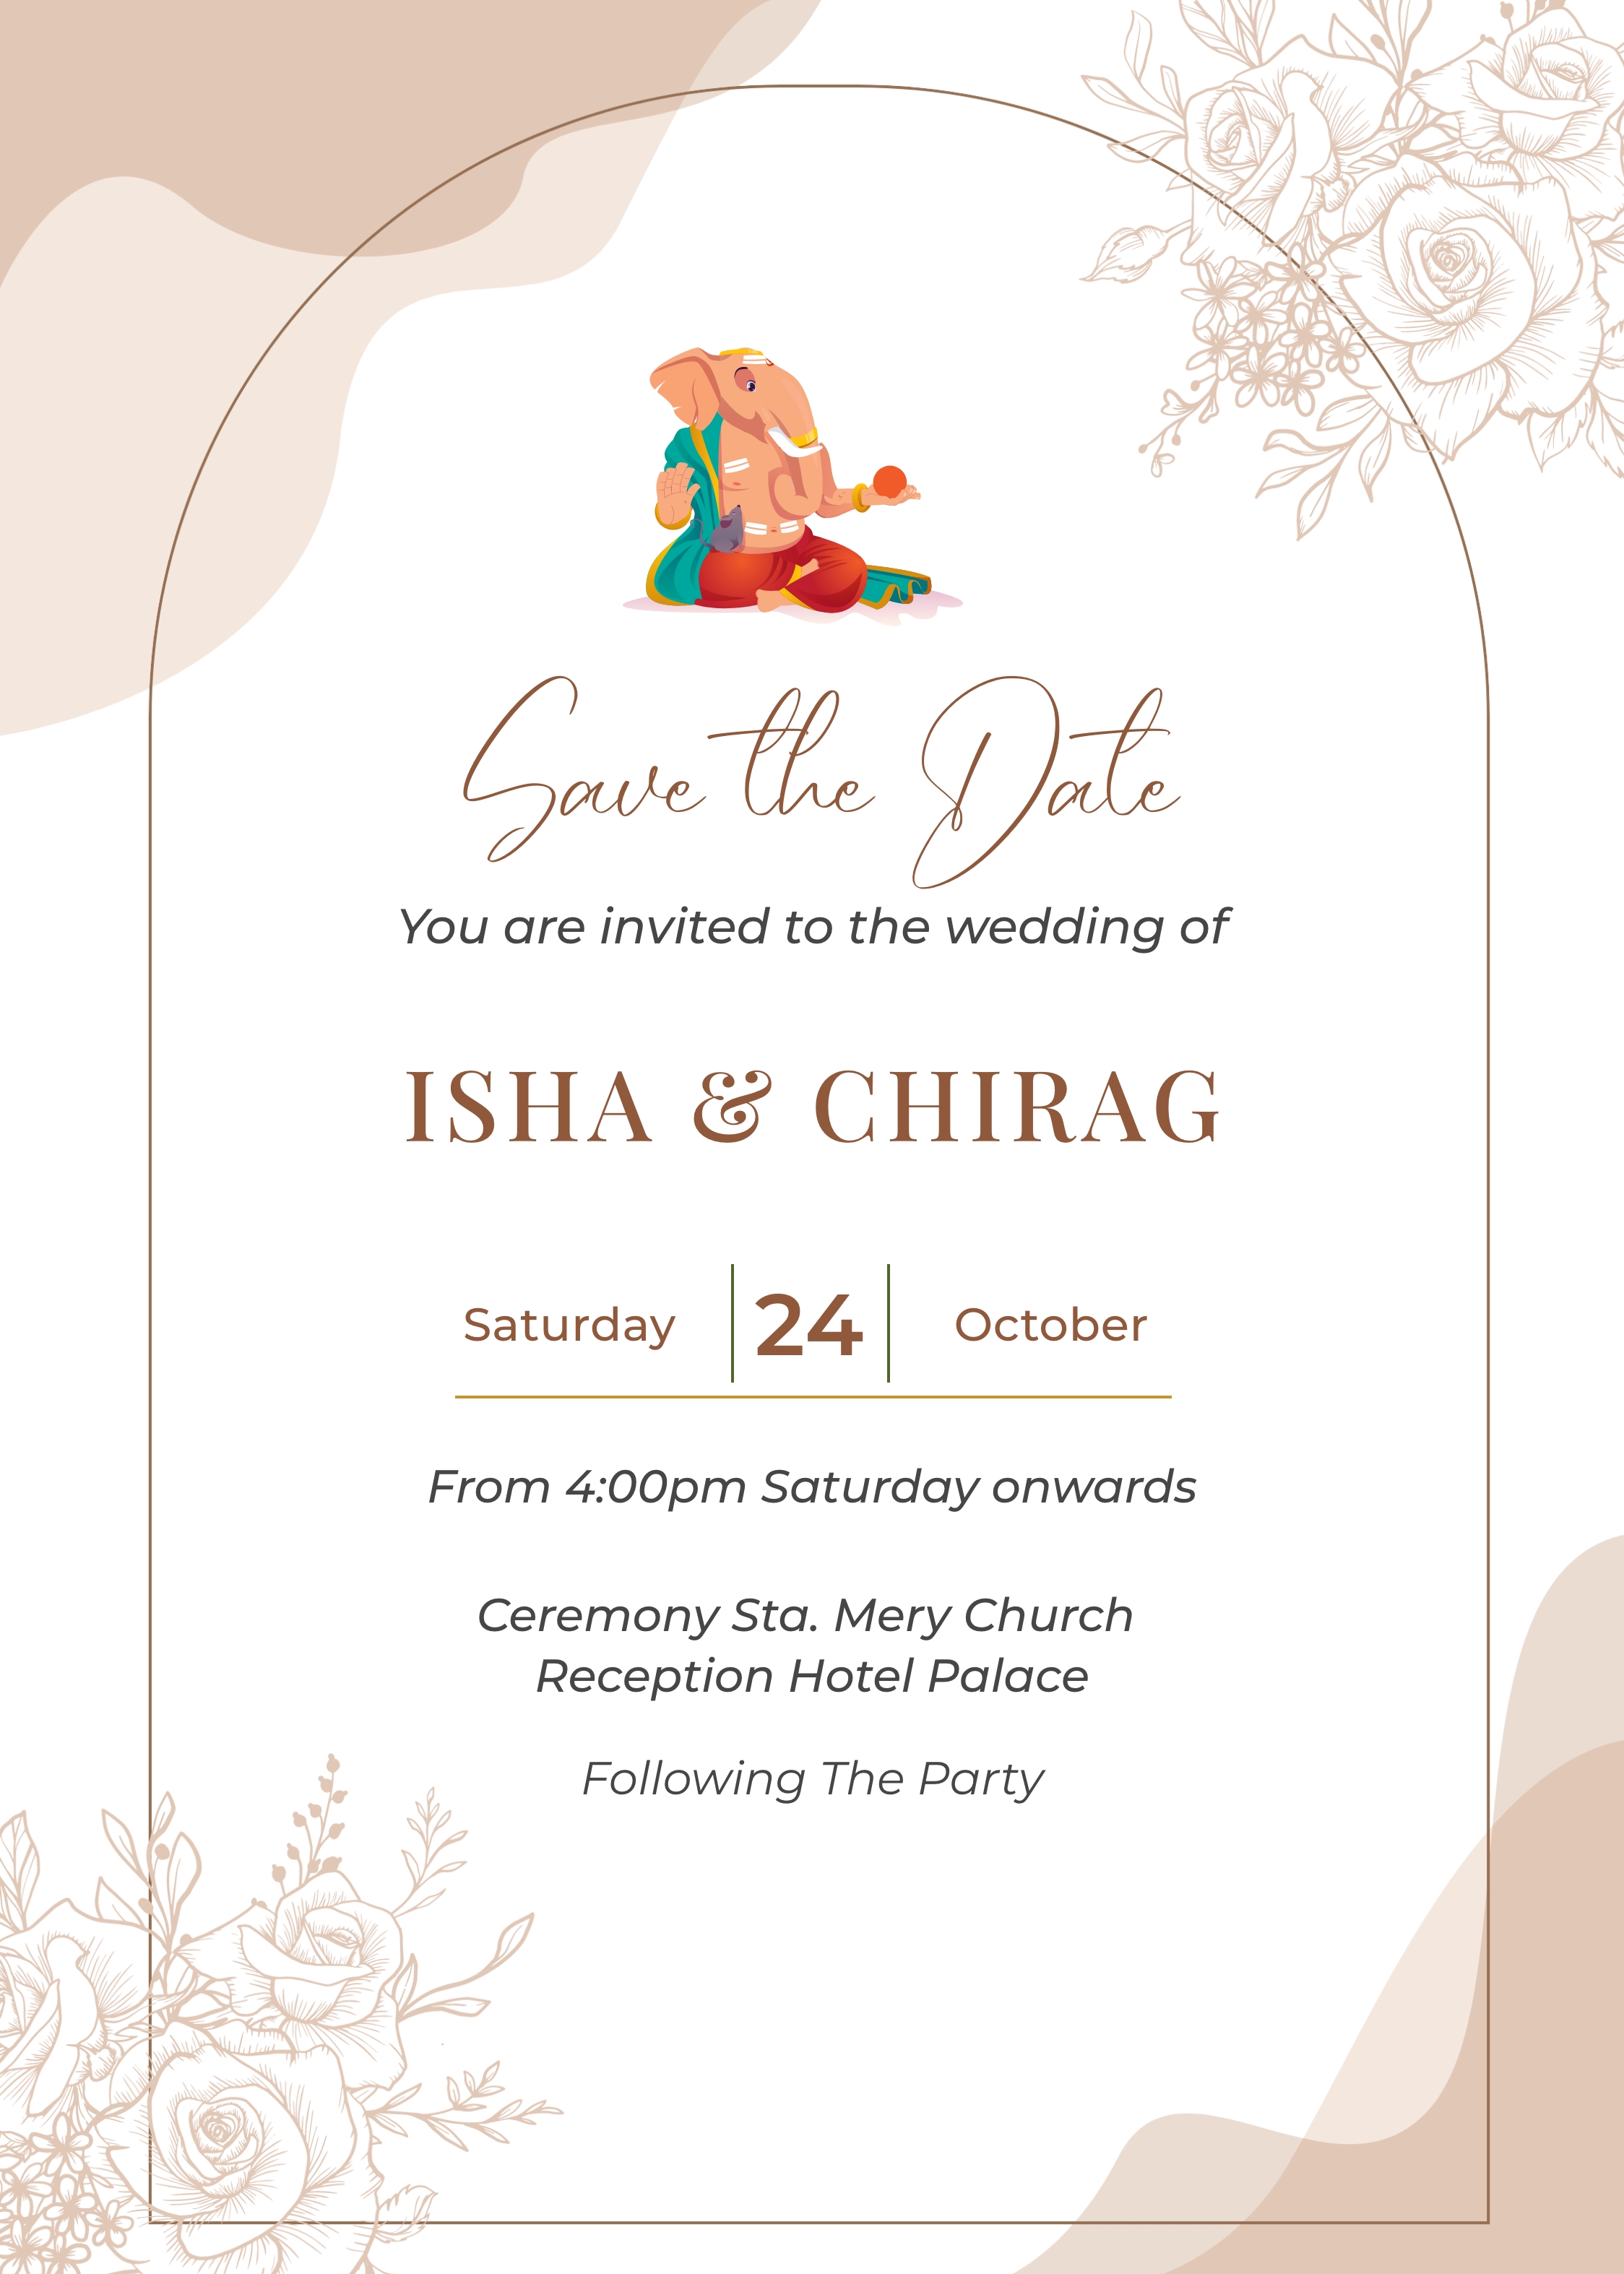 Save the Date
You are invited to the wedding of
ISHA & CHIRAG
Saturday 24 October
From 4:00pm Saturday onwards
Ceremony Sta. Mery Church
Reception Hotel Palace
Following The Party